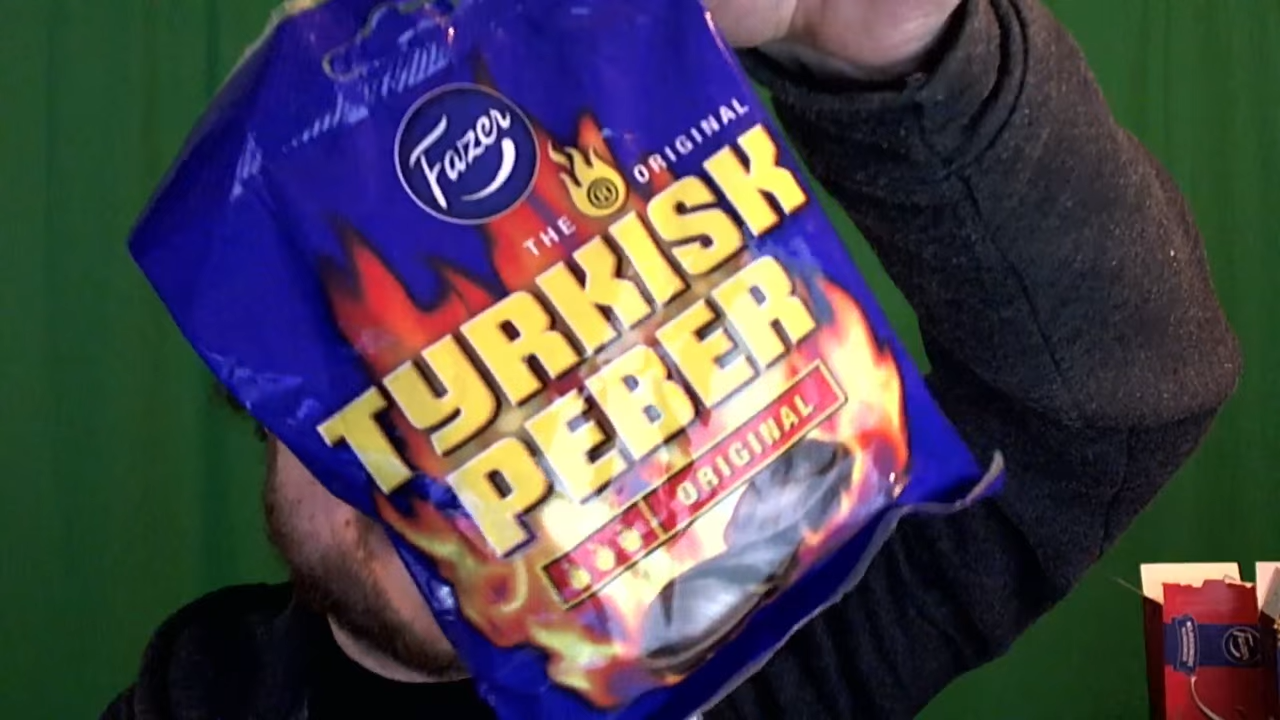 Fazer
THE ORIGINAL
TYRKISK
PEBER
ORIGINAL